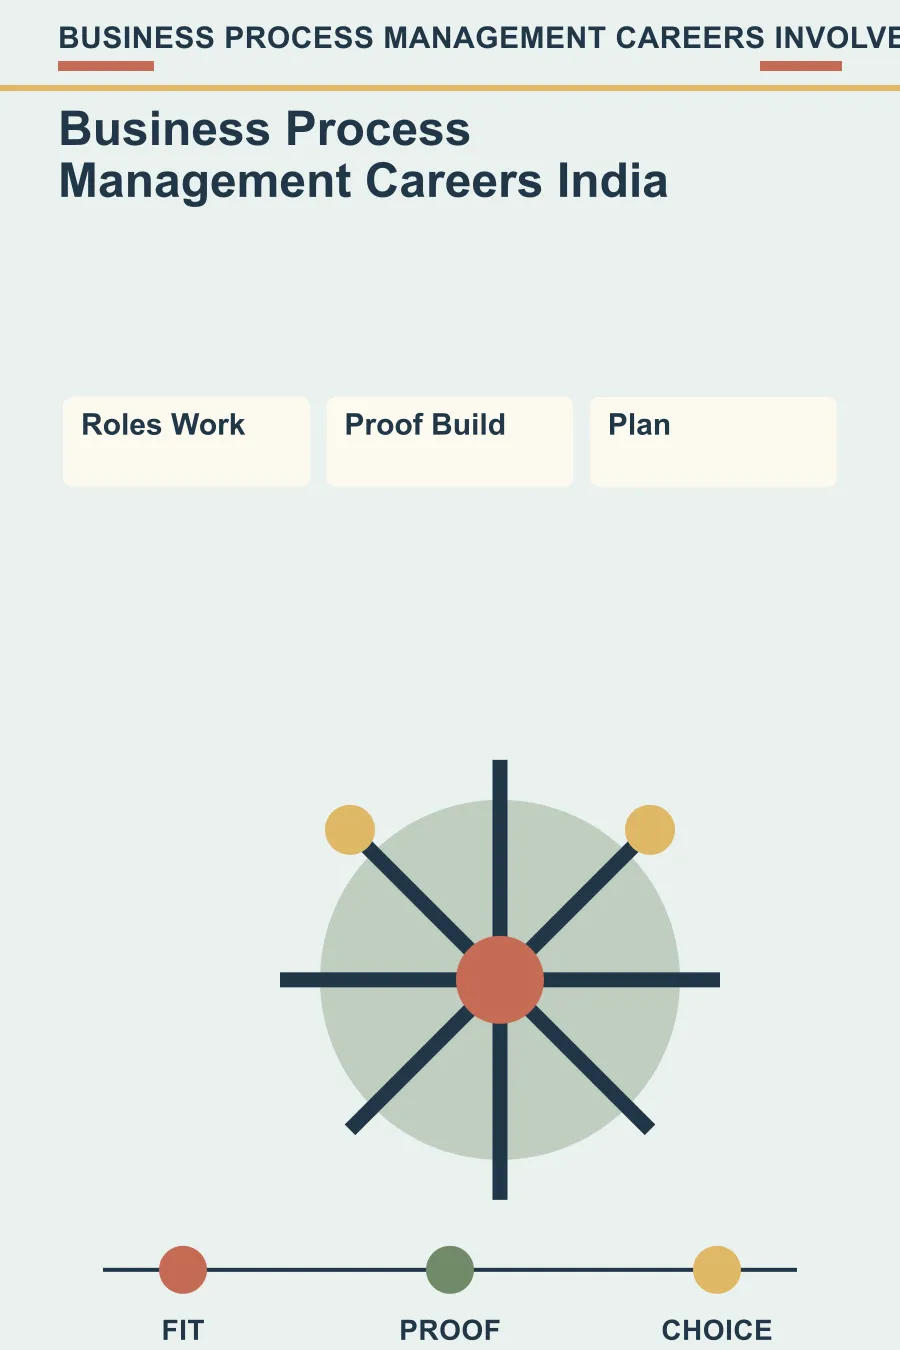 BUSINESS PROCESS MANAGEMENT CAREERS INVOLVE
Business Process
Management Careers India
Roles Work
Proof Build
Plan
FIT
PROOF
CHOICE